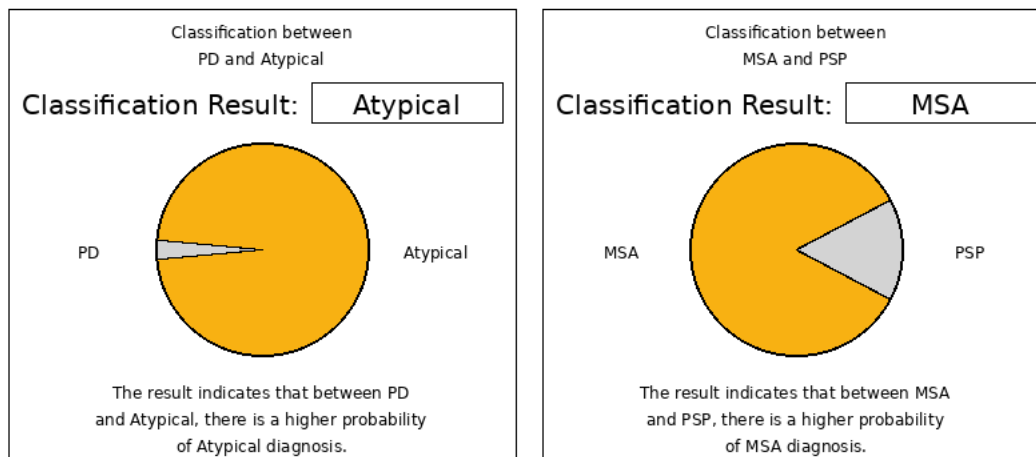 Classification between
PD and Atypical
Classification Result: Atypical
PD
Atypical
The result indicates that between PD
and Atypical, there is a higher probability
of Atypical diagnosis.
Classification between
MSA and PSP
Classification Result: MSA
MSA
PSP
The result indicates that between MSA
and PSP, there is a higher probability
of MSA diagnosis.